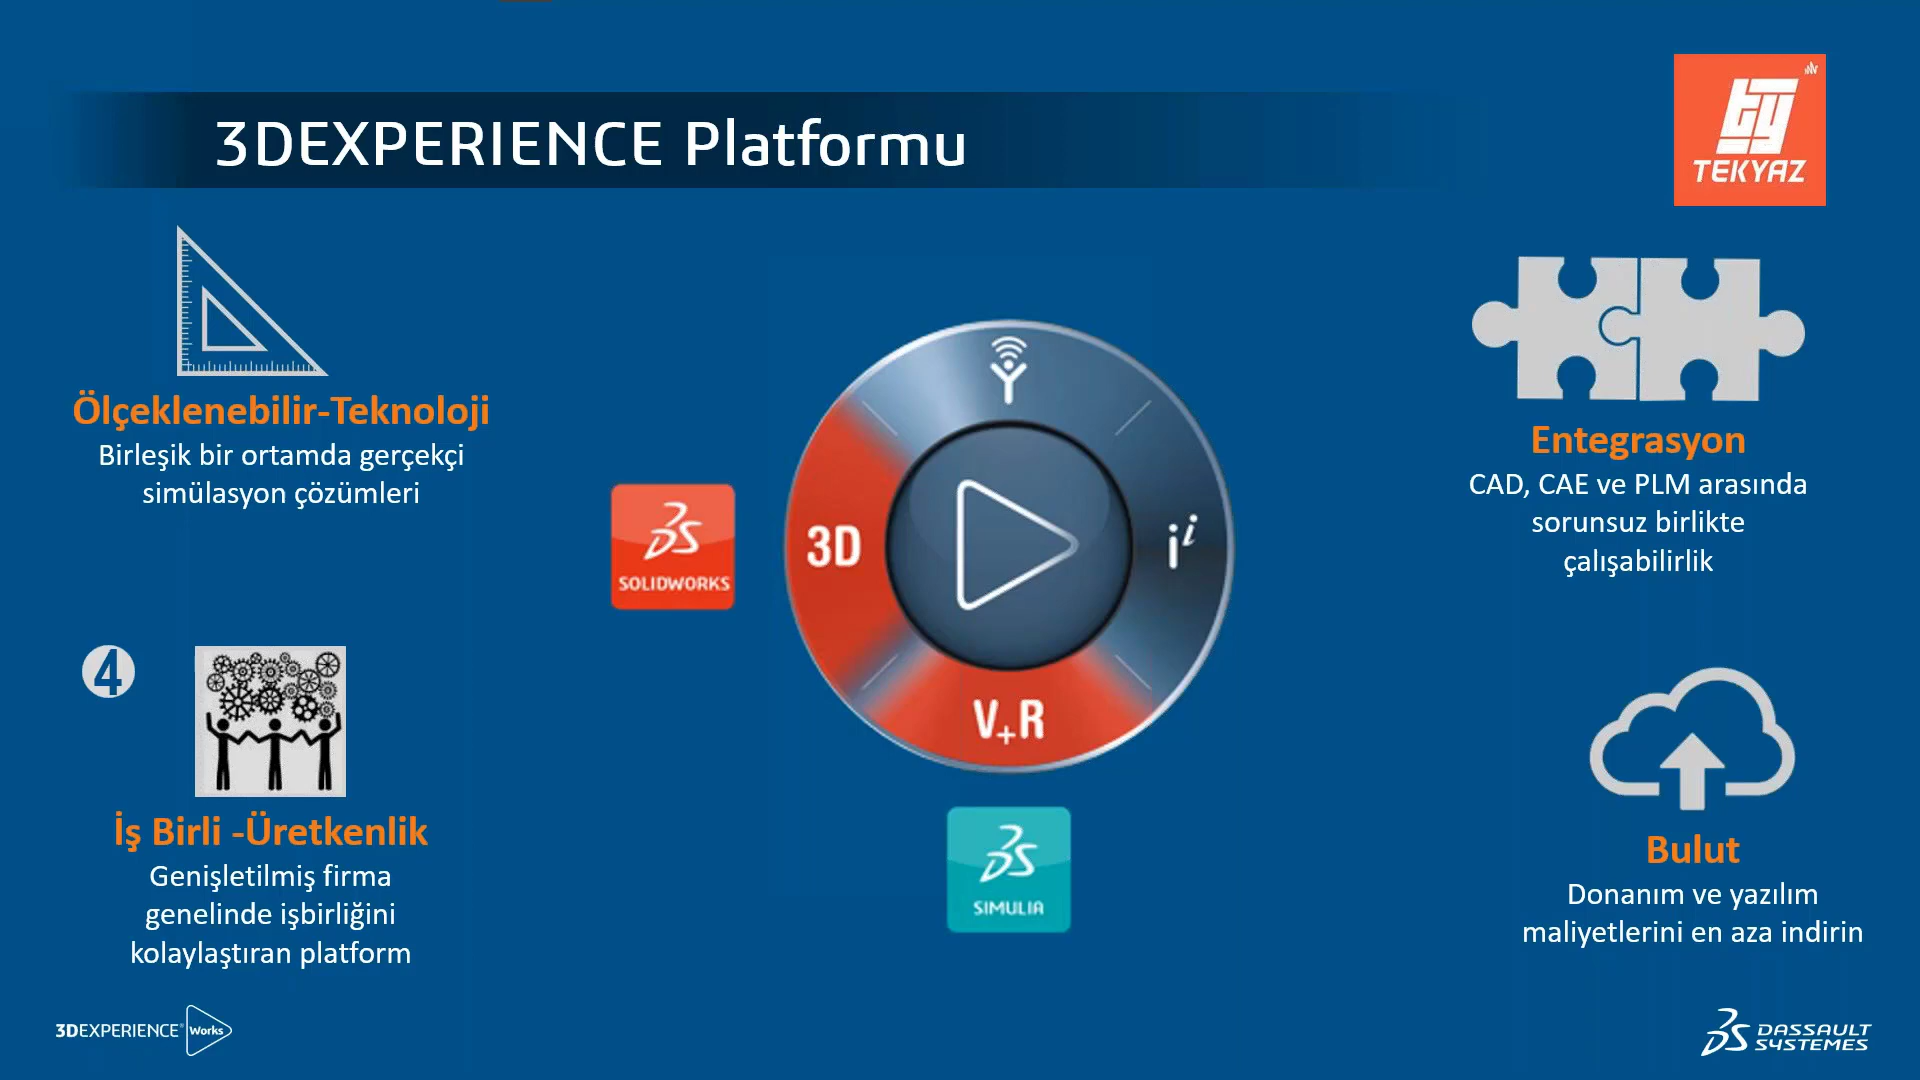 3DEXPERIENCE Platformu
TEKYAZ
Ölçeklenebilir-Teknoloji
Birleşik bir ortamda gerçekçi
simülasyon çözümleri
Entegrasyon
CAD, CAE ve PLM arasında
sorunsuz birlikte
çalışabilirlik
SOLIDWORKS
3D
i i
V+R
SIMULIA
4
İş Birli -Üretkenlik
Genişletilmiş firma
genelinde işbirliğini
kolaylaştıran platform
Bulut
Donanım ve yazılım
maliyetlerini en aza indirin
3DEXPERIENCE® Works
DASSAULT
SYSTEMES